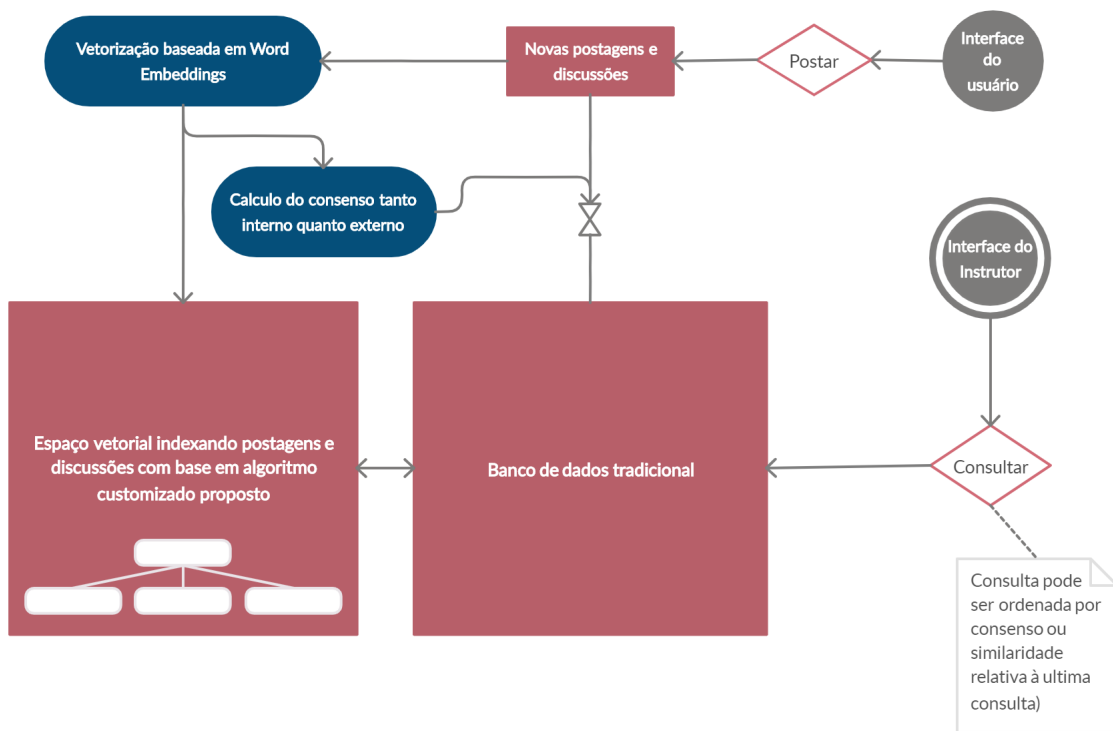 Vetorização baseada em Word
Embeddings
Novas postagens e
discussões
Postar
Interface
do
usuário
Calculo do consenso tanto
interno quanto externo
Interface do
Instrutor
Espaço vetorial indexando postagens e
discussões com base em algoritmo
customizado proposto
Banco de dados tradicional
Consultar
Consulta pode
ser ordenada por
consenso ou
similaridade
relativa à ultima
consulta)